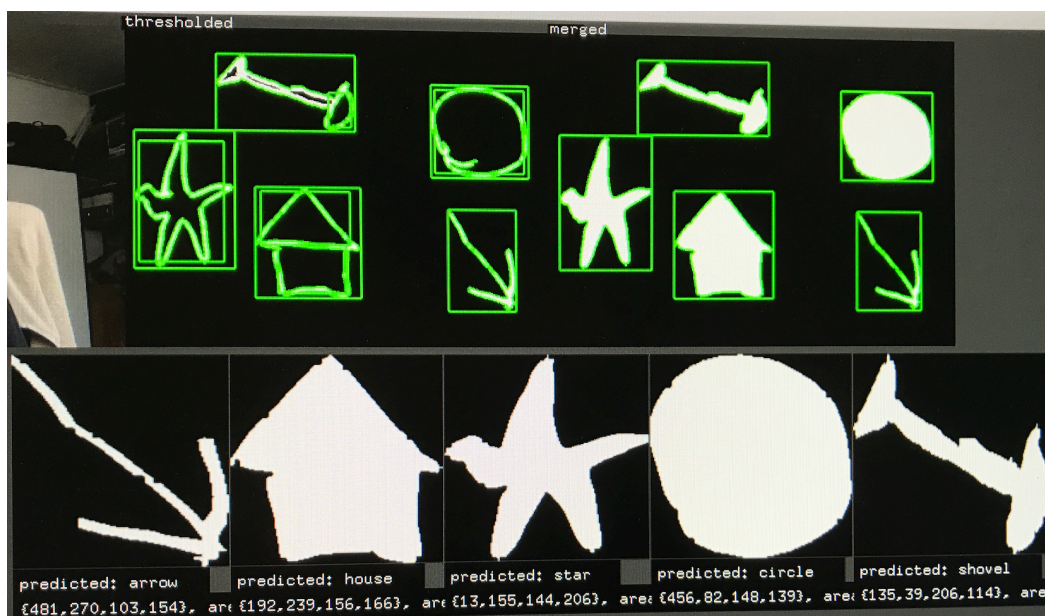 thresholded
merged
predicted: arrow
{481,270,103,154}, are
predicted: house
{192,239,156,166}, are
predicted: star
{13,155,144,206}, area
predicted: circle
{456,82,148,139}, are
predicted: shovel
{135,39,206,114}, are